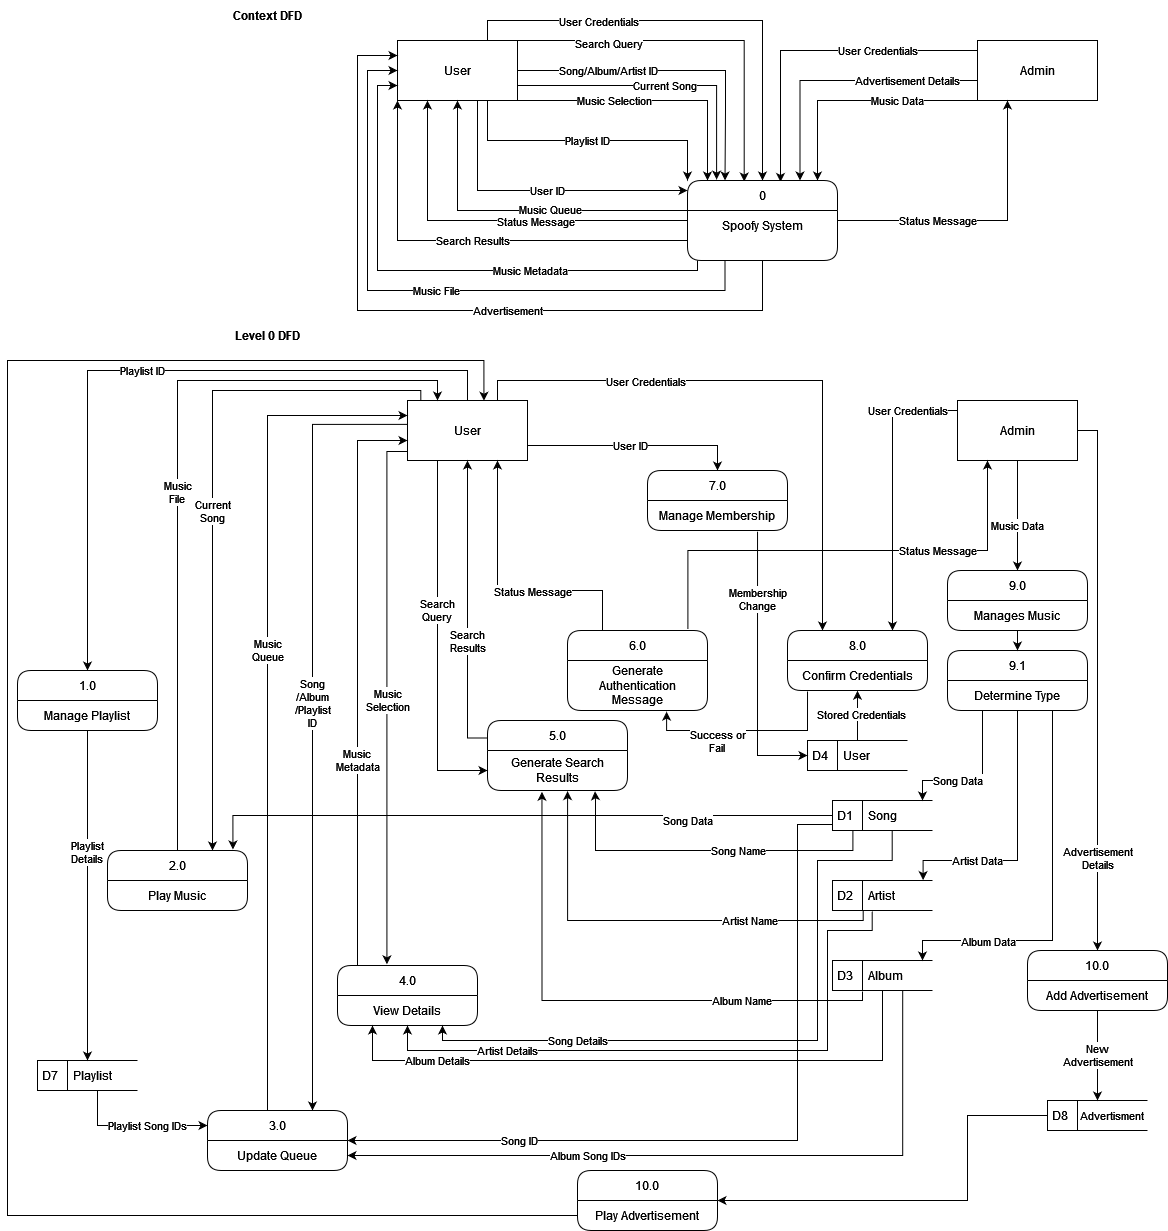 Context DFD
User Credentials
Search Query
User Credentials
User
Song/Album/Artist ID
Admin
Advertisement Details
Current Song
Music Selection
Music Data
Playlist ID
User ID
0
Music Queue
Status Message
Status Message
Spoofy System
Search Results
Music Metadata
Music File
Advertisement
Level 0 DFD
Playlist ID
User Credentials
User Credentials
User
Admin
User ID
Music
File
7.0
Current
Song
Manage Membership
Music Data
Status Message
9.0
Status Message
Membership
Change
Search
Query
Manages Music
Search
Results
Music
Queue
6.0
8.0
9.1
Generate
Authentication
Message
Confirm Credentials
Determine Type
1.0
Manage Playlist
Song
/Album
/Playlist
ID
Music
Selection
Stored Credentials
5.0
Success or
Fail
D4
User
Music
Metadata
Generate Search
Results
Song Data
D1
Song
Song Data
Playlist
Details
Song Name
Advertisement
Details
2.0
Artist Data
Play Music
D2
Artist
Artist Name
Album Data
4.0
D3
Album
10.0
View Details
Album Name
Add Advertisement
Song Details
Artist Details
Album Details
New
Advertisement
D7
Playlist
D8
Advertisment
Playlist Song IDs
3.0
Song ID
Update Queue
Album Song IDs
10.0
Play Advertisement